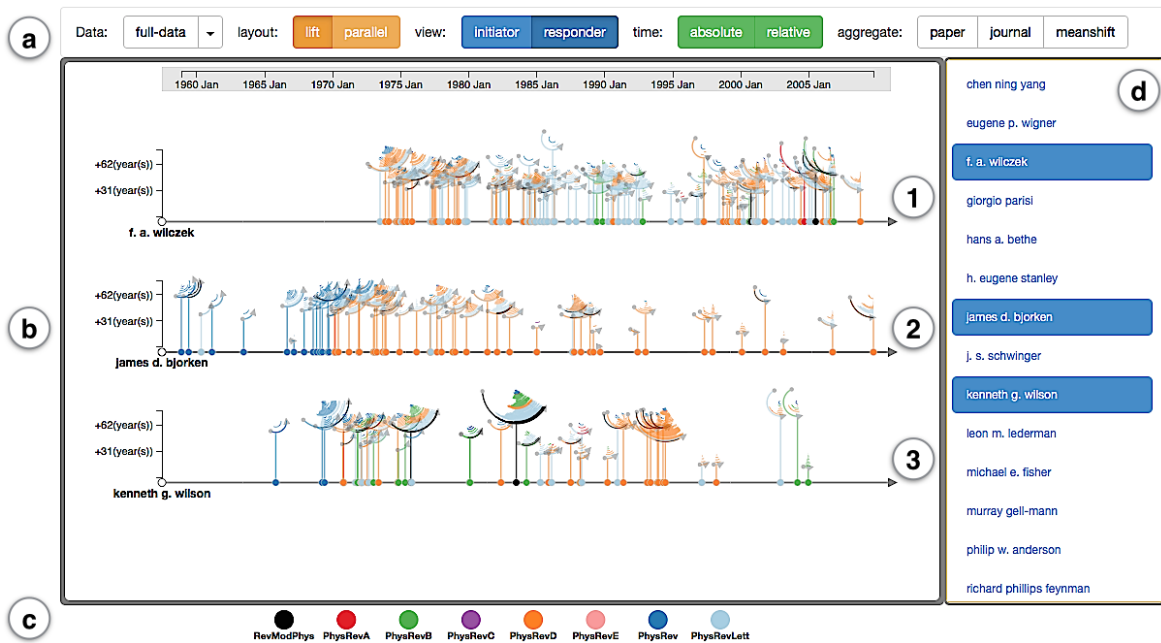 a
Data: full-data layout: lift parallel view: initiator responder time: absolute relative aggregate: paper journal meanshift
1960 Jan 1965 Jan 1970 Jan 1975 Jan 1980 Jan 1985 Jan 1990 Jan 1995 Jan 2000 Jan 2005 Jan
+62(year(s))
+31(year(s))
f. a. wilczek
1
b
+62(year(s))
+31(year(s))
james d. bjorken
2
+62(year(s))
+31(year(s))
kenneth g. wilson
3
d
chen ning yang
eugene p. wigner
f. a. wilczek
giorgio parisi
hans a. bethe
h. eugene stanley
james d. bjorken
j. s. schwinger
kenneth g. wilson
leon m. lederman
michael e. fisher
murray gell-mann
philip w. anderson
richard phillips feynman
c
RevModPhys PhysRevA PhysRevB PhysRevC PhysRevD PhysRevE PhysRev PhysRevLett